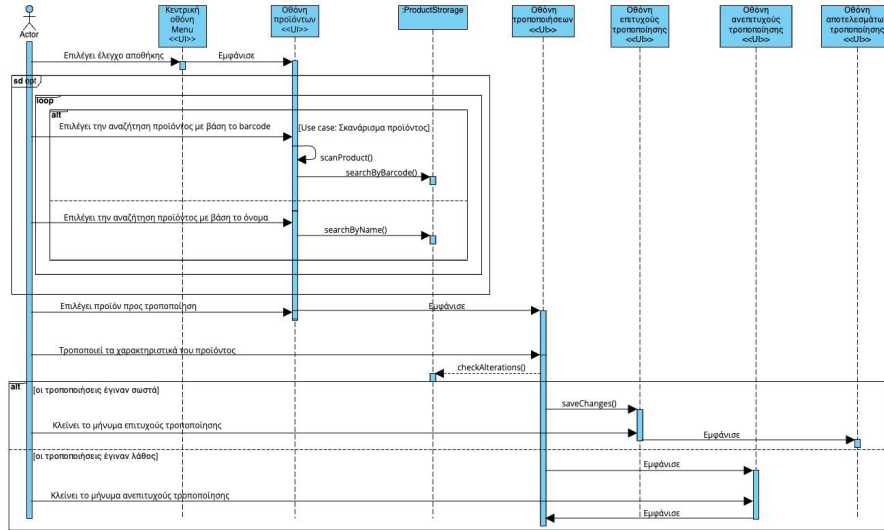 Actor
Κεντρική
οθόνη
Menu
<<UI>>
Οθόνη
προϊόντων
<<UI>>
:ProductStrorage
Οθόνη
τροποποιήσεων
<<UI>>
Οθόνη
επιτυχούς
τροποποίησης
<<UI>>
Οθόνη
ανεπιτυχούς
τροποποίησης
<<UI>>
Οθόνη
αποτελεσμάτων
τροποποίησης
<<UI>>
Επιλέγει έλεγχο αποθήκης
Εμφάνισε
sd opt
loop
alt
Επιλέγει την αναζήτηση προϊόντος με βάση το barcode
[Use case: Σκανάρισμα προϊόντος]
scanProduct()
searchByBarcode()
Επιλέγει την αναζήτηση προϊόντος με βάση το όνομα
searchByName()
Επιλέγει προϊόν προς τροποποίηση
Εμφάνισε
Τροποποιεί τα χαρακτηριστικά του προϊόντος
checkAlterations()
alt
[οι τροποποιήσεις έγιναν σωστά]
saveChanges()
Κλείνει το μήνυμα επιτυχούς τροποποίησης
Εμφάνισε
[οι τροποποιήσεις έγιναν λάθος]
Εμφάνισε
Κλείνει το μήνυμα ανεπιτυχούς τροποποίησης
Εμφάνισε